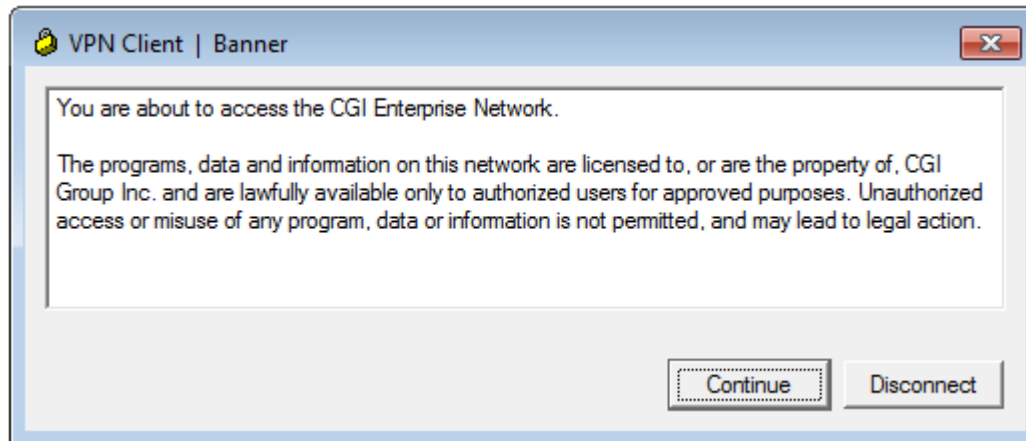 VPN Client | Banner
You are about to access the CGI Enterprise Network.
The programs, data and information on this network are licensed to, or are the property of, CGI
Group Inc. and are lawfully available only to authorized users for approved purposes. Unauthorized
access or misuse of any program, data or information is not permitted, and may lead to legal action.
Continue Disconnect